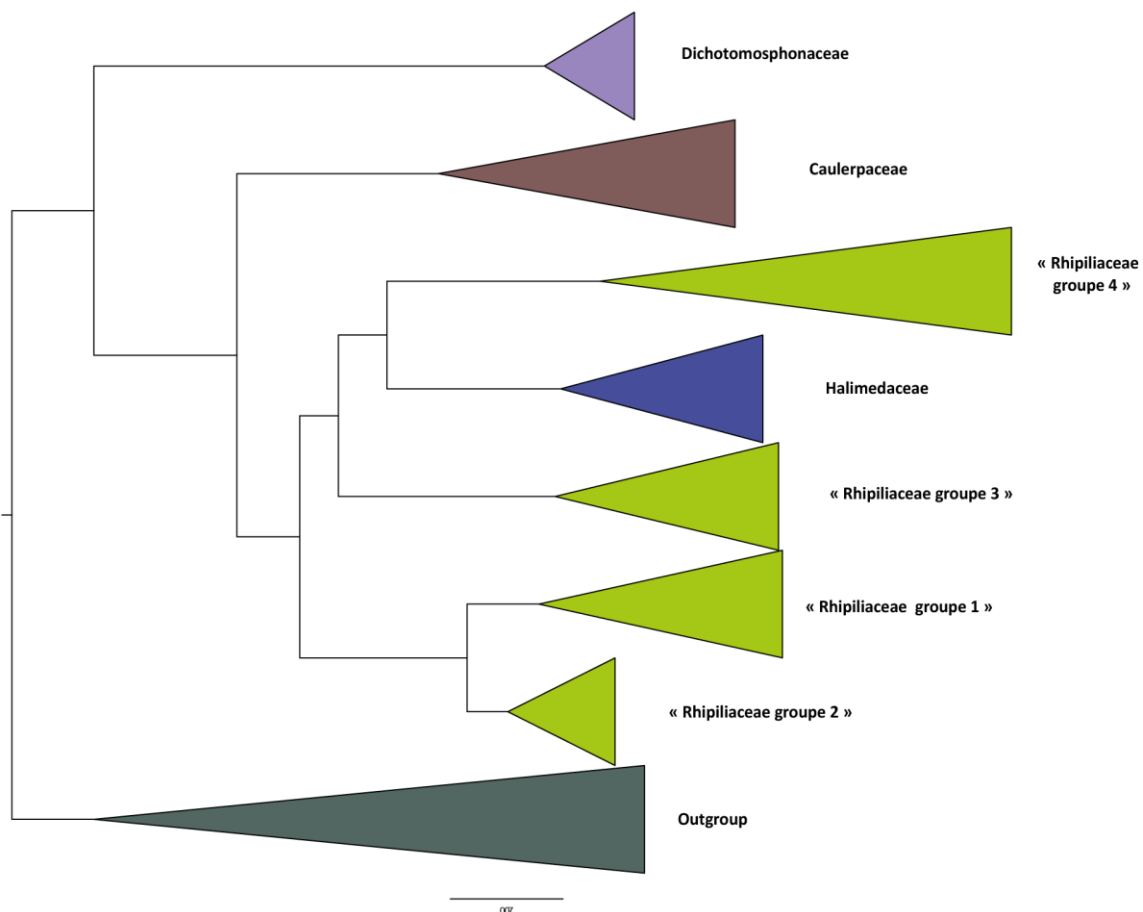 Dichotomosphonaceae
Caulerpaceae
« Rhipiliaceae
groupe 4 »
Halimedaceae
« Rhipiliaceae groupe 3 »
« Rhipiliaceae  groupe 1 »
« Rhipiliaceae groupe 2 »
Outgroup